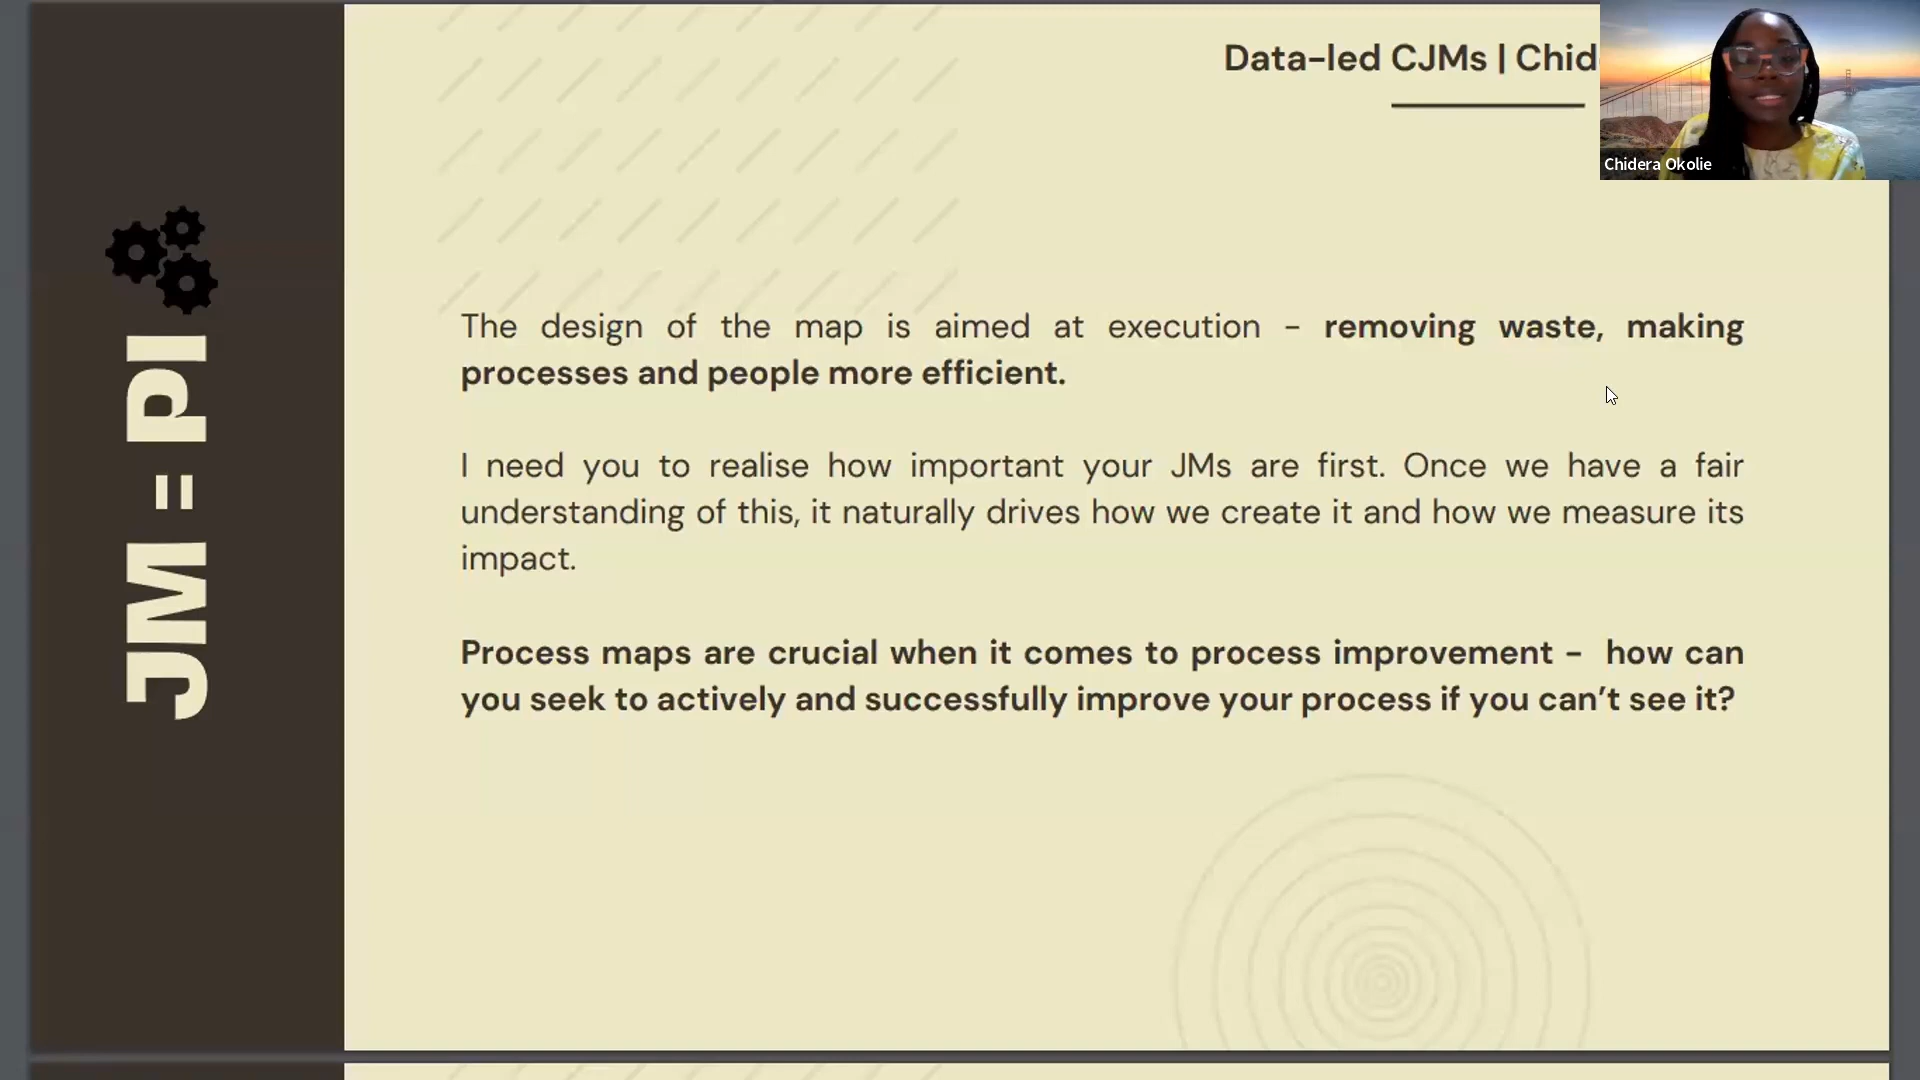 Data-led CJMs | Chid
Chidera Okolie
JM = PI
The design of the map is aimed at execution - removing waste, making
processes and people more efficient.
I need you to realise how important your JMs are first. Once we have a fair
understanding of this, it naturally drives how we create it and how we measure its
impact.
Process maps are crucial when it comes to process improvement - how can
you seek to actively and successfully improve your process if you can't see it?